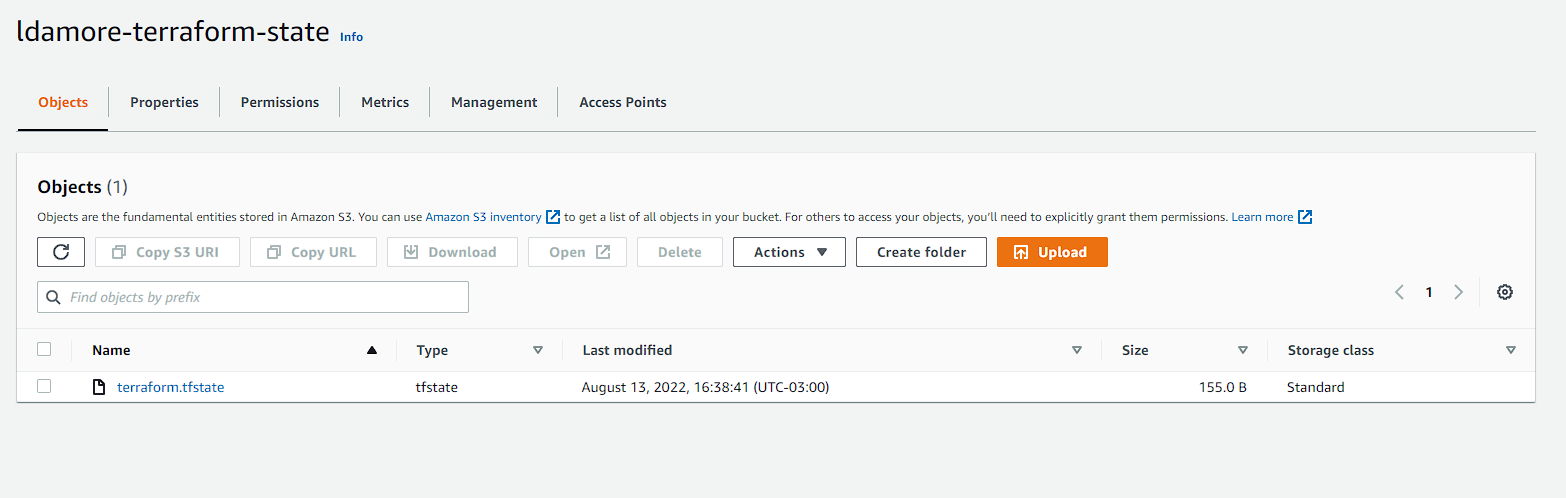 ldamore-terraform-state Info
Objects Properties Permissions Metrics Management Access Points
Objects (1)
Objects are the fundamental entities stored in Amazon S3. You can use Amazon S3 inventory to get a list of all objects in your bucket. For others to access your objects, you'll need to explicitly grant them permissions. Learn more
Copy S3 URI Copy URL Download Open Delete Actions Create folder Upload
Find objects by prefix 1
Name Type Last modified Size Storage class
terraform.tfstate tfstate August 13, 2022, 16:38:41 (UTC-03:00) 155.0 B Standard